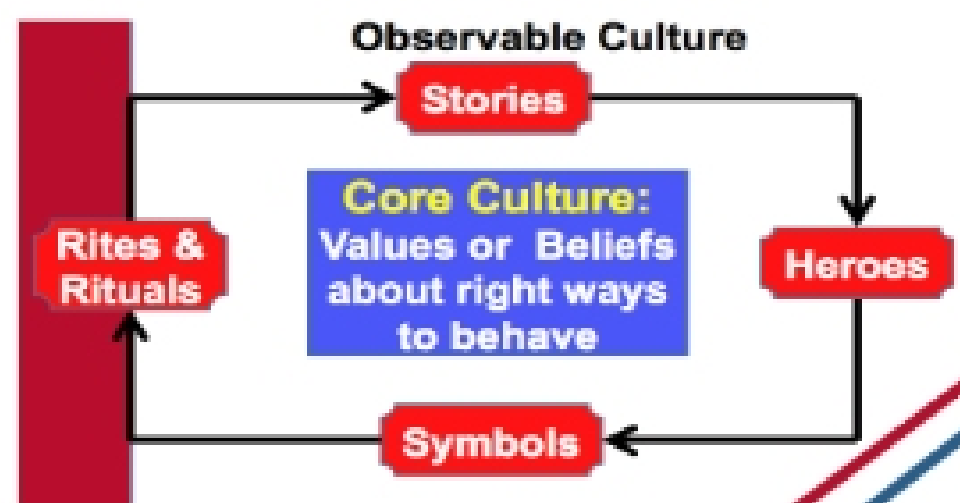 Observable Culture
Stories
Core Culture:
Values or Beliefs
about right ways
to behave
Rites &
Rituals
Heroes
Symbols